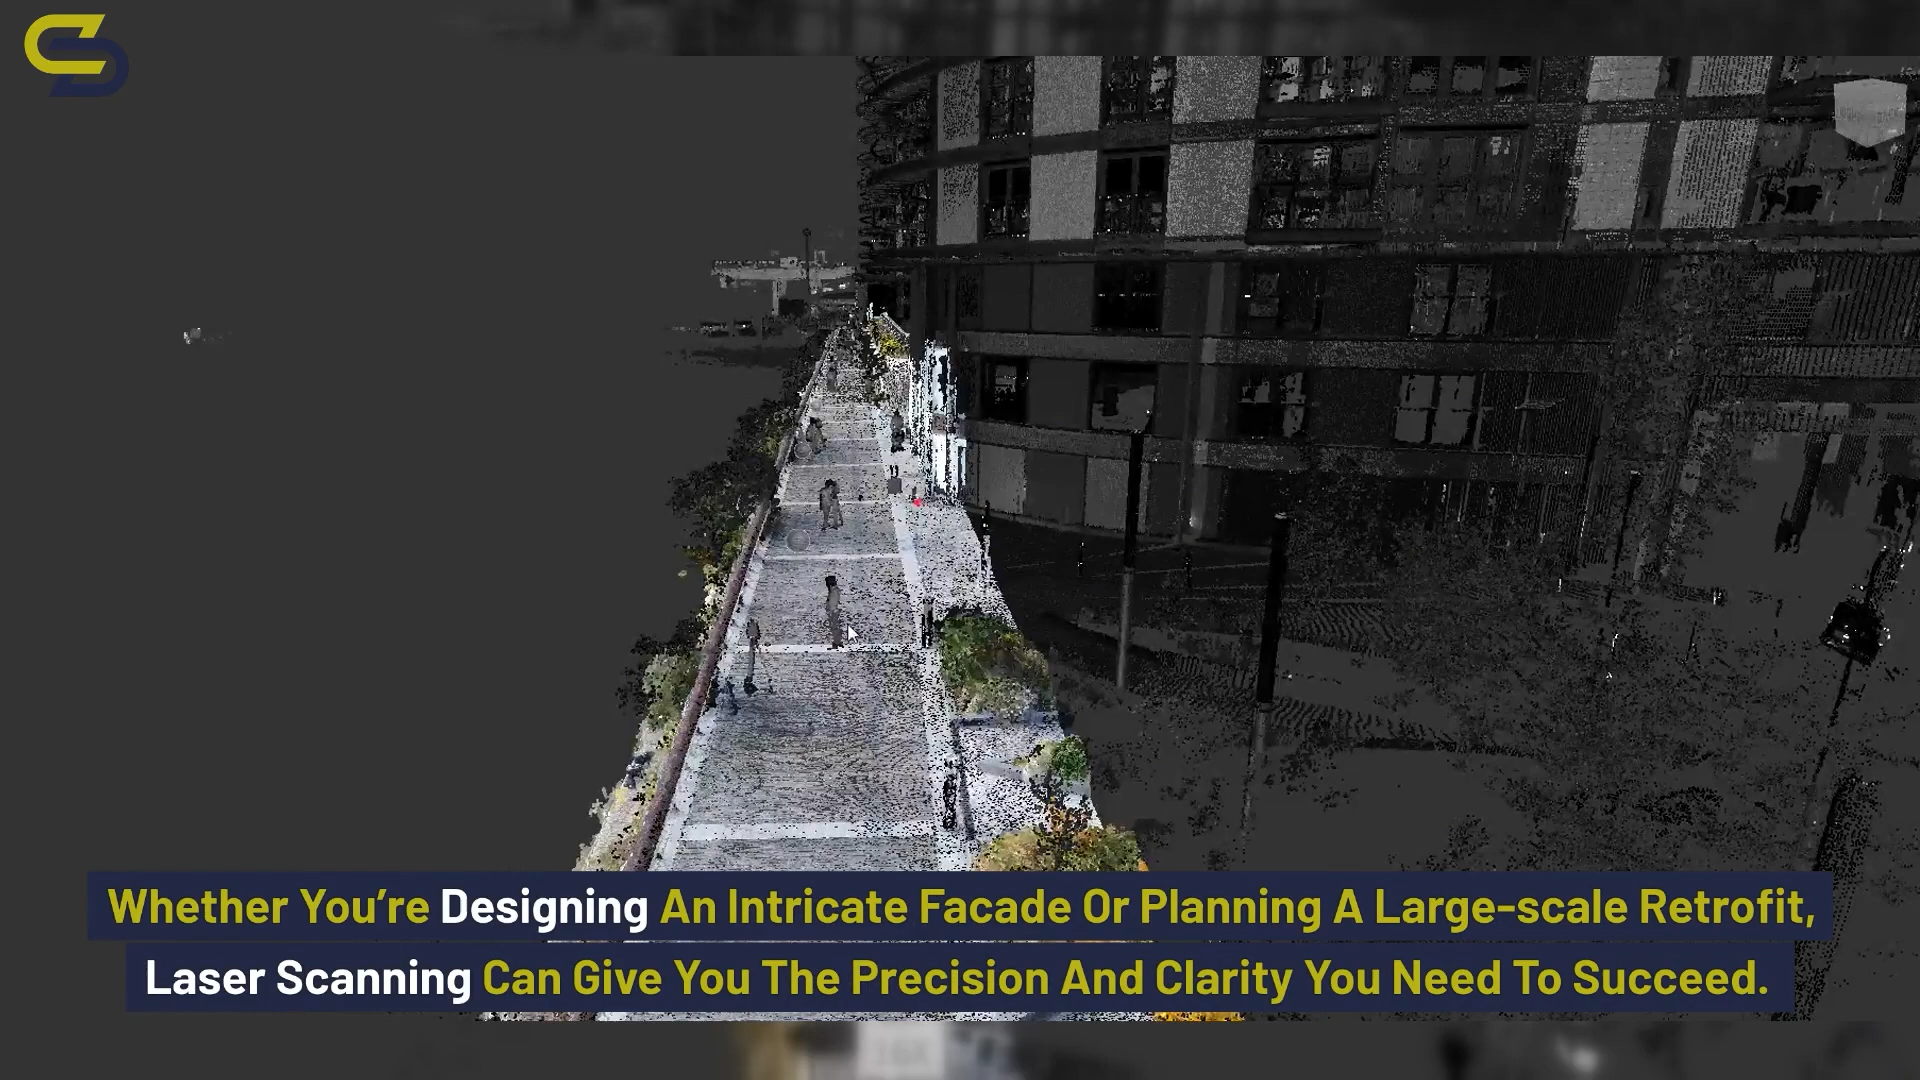 Whether You’re Designing An Intricate Facade Or Planning A Large-scale Retrofit,
Laser Scanning Can Give You The Precision And Clarity You Need To Succeed.